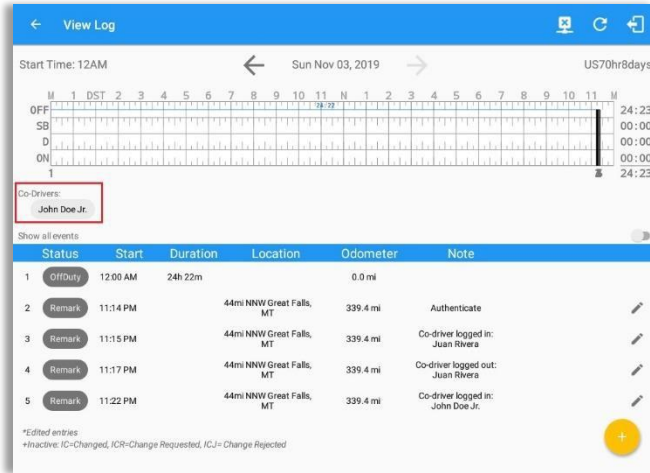 View Log
Start Time: 12AM
Sun Nov 03, 2019
US70hr8days
M 1 DST 2 3 4 5 6 7 8 9 10 11 N 1 2 3 4 5 6 7 8 9 10 11 M
OFF 24:22 24:23
SB 00:00
D 00:00
ON 00:00
1 24:23
Co-Drivers:
John Doe Jr.
Show all events
Status Start Duration Location Odometer Note
1 OffDuty 12:00 AM 24h 22m 0.0 mi
2 Remark 11:14 PM 44mi NNW Great Falls, MT 339.4 mi Authenticate
3 Remark 11:15 PM 44mi NNW Great Falls, MT 339.4 mi Co-driver logged in: Juan Rivera
4 Remark 11:17 PM 44mi NNW Great Falls, MT 339.4 mi Co-driver logged out: Juan Rivera
5 Remark 11:22 PM 44mi NNW Great Falls, MT 339.4 mi Co-driver logged in: John Doe Jr.
*Edited entries
+Inactive: IC=Changed, ICR=Change Requested, ICJ= Change Rejected